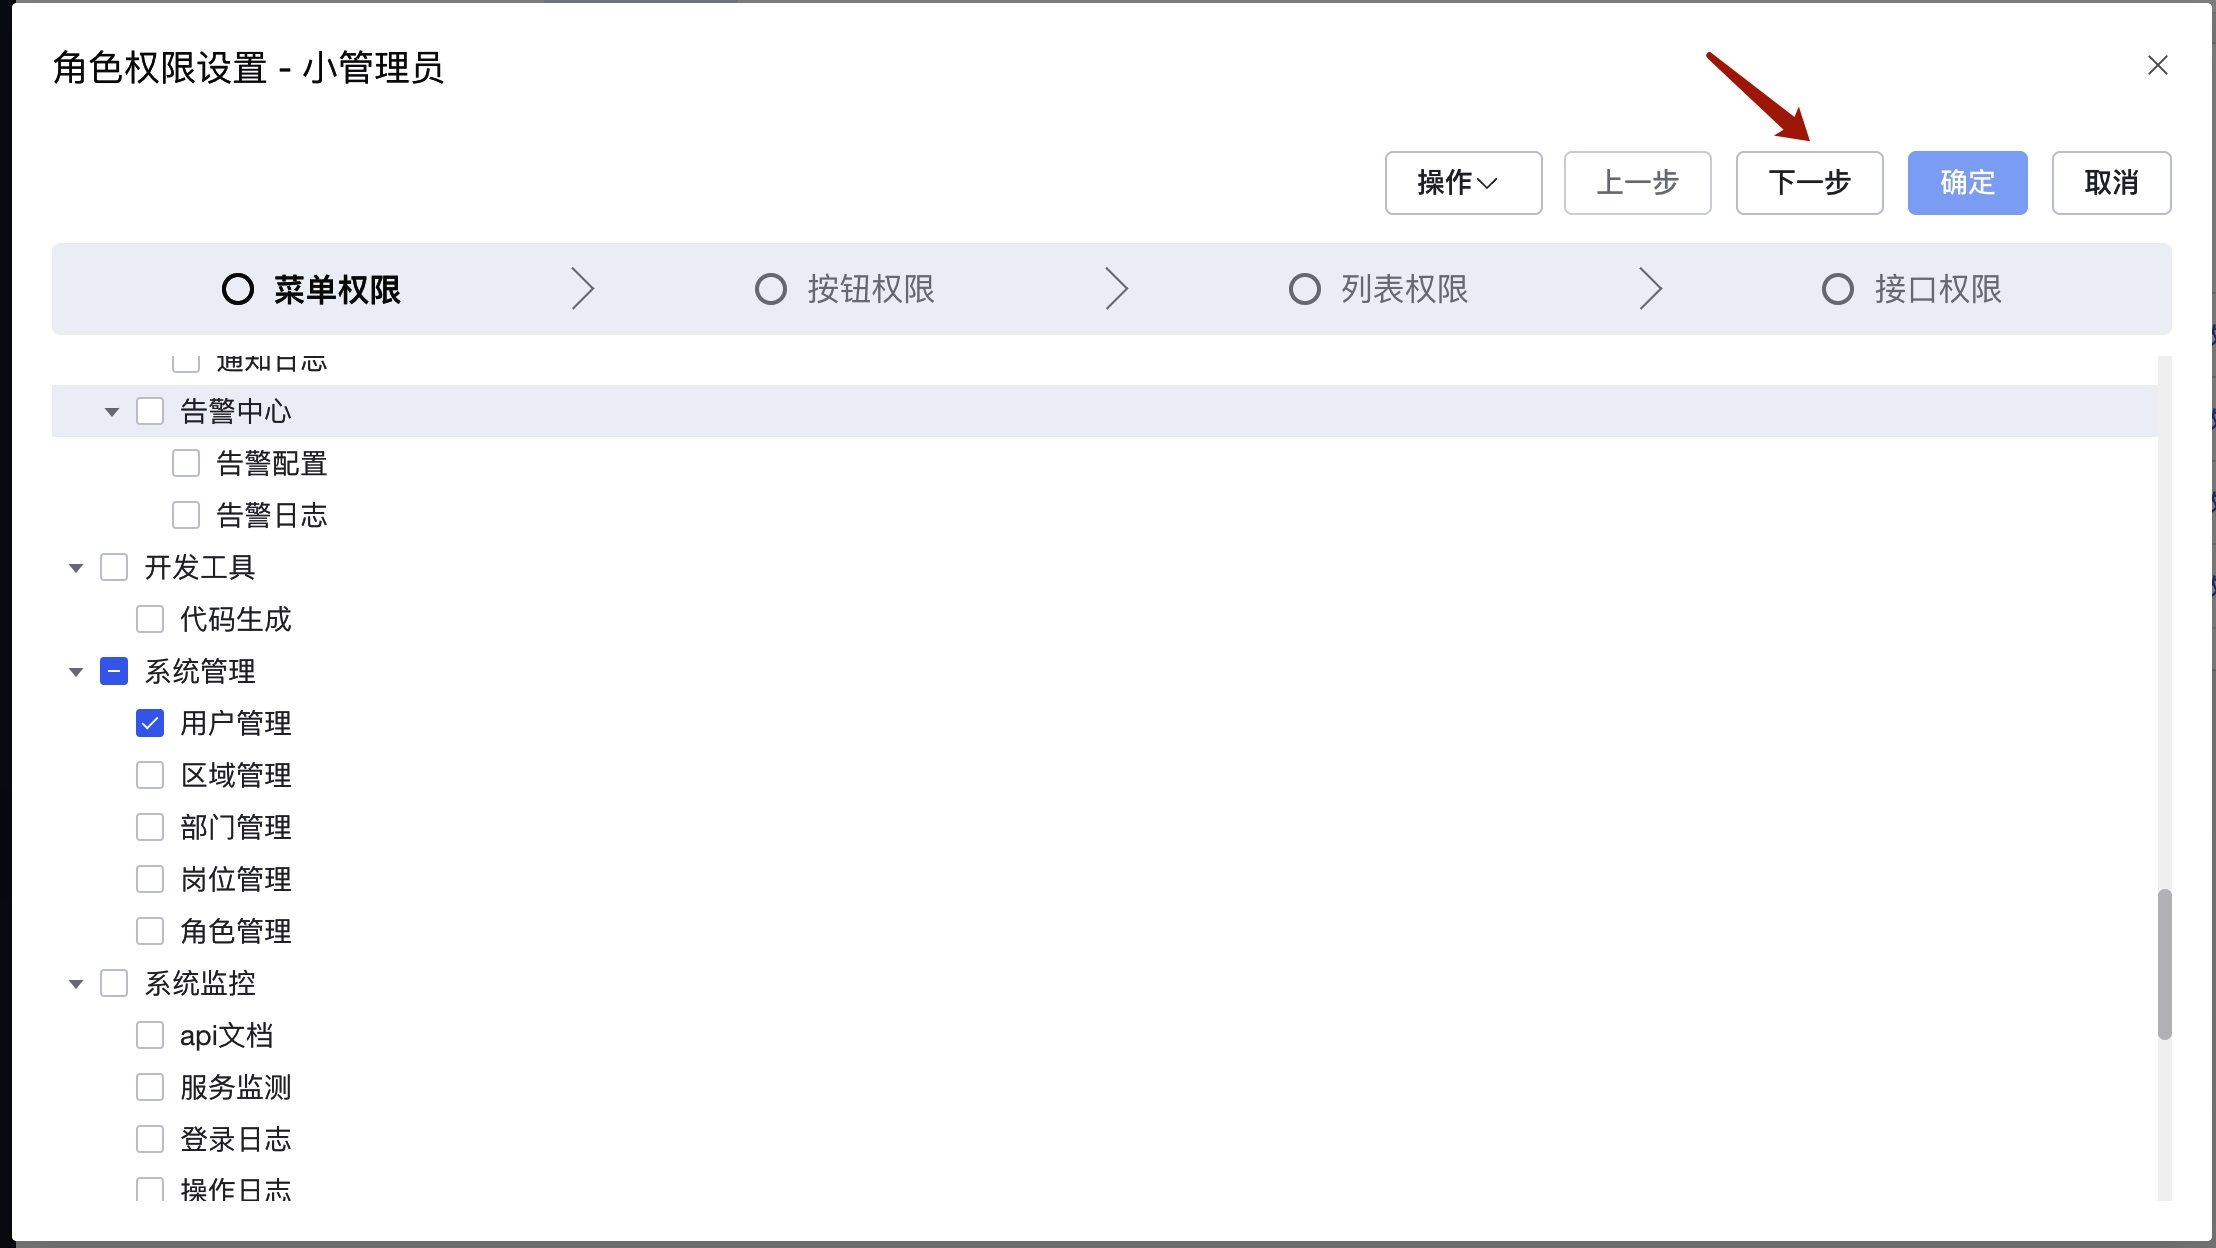 角色权限设置 - 小管理员
操作 上一步 下一步 确定 取消
菜单权限 按钮权限 列表权限 接口权限
通知日志
告警中心
告警配置
告警日志
开发工具
代码生成
系统管理
用户管理
区域管理
部门管理
岗位管理
角色管理
系统监控
api文档
服务监测
登录日志
操作日志